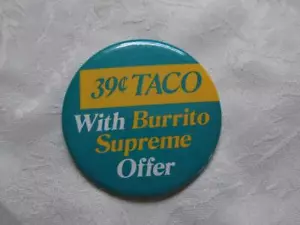 39¢ TACO
With Burrito
Supreme
Offer